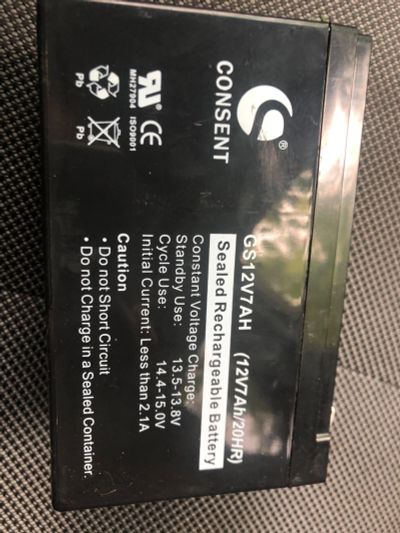 ®
CONSENT
GS12V7AH (12V7Ah/20HR)
Sealed Rechargeable Battery
Constant Voltage Charge:
Standby Use: 13.5-13.8V
Cycle Use: 14.4-15.0V
Initial Current: Less than 2.1A
Caution
• Do not Short Circuit
• Do not Charge in a Sealed Container.
RU® CE
MH27904 ISO9001
Pb Pb